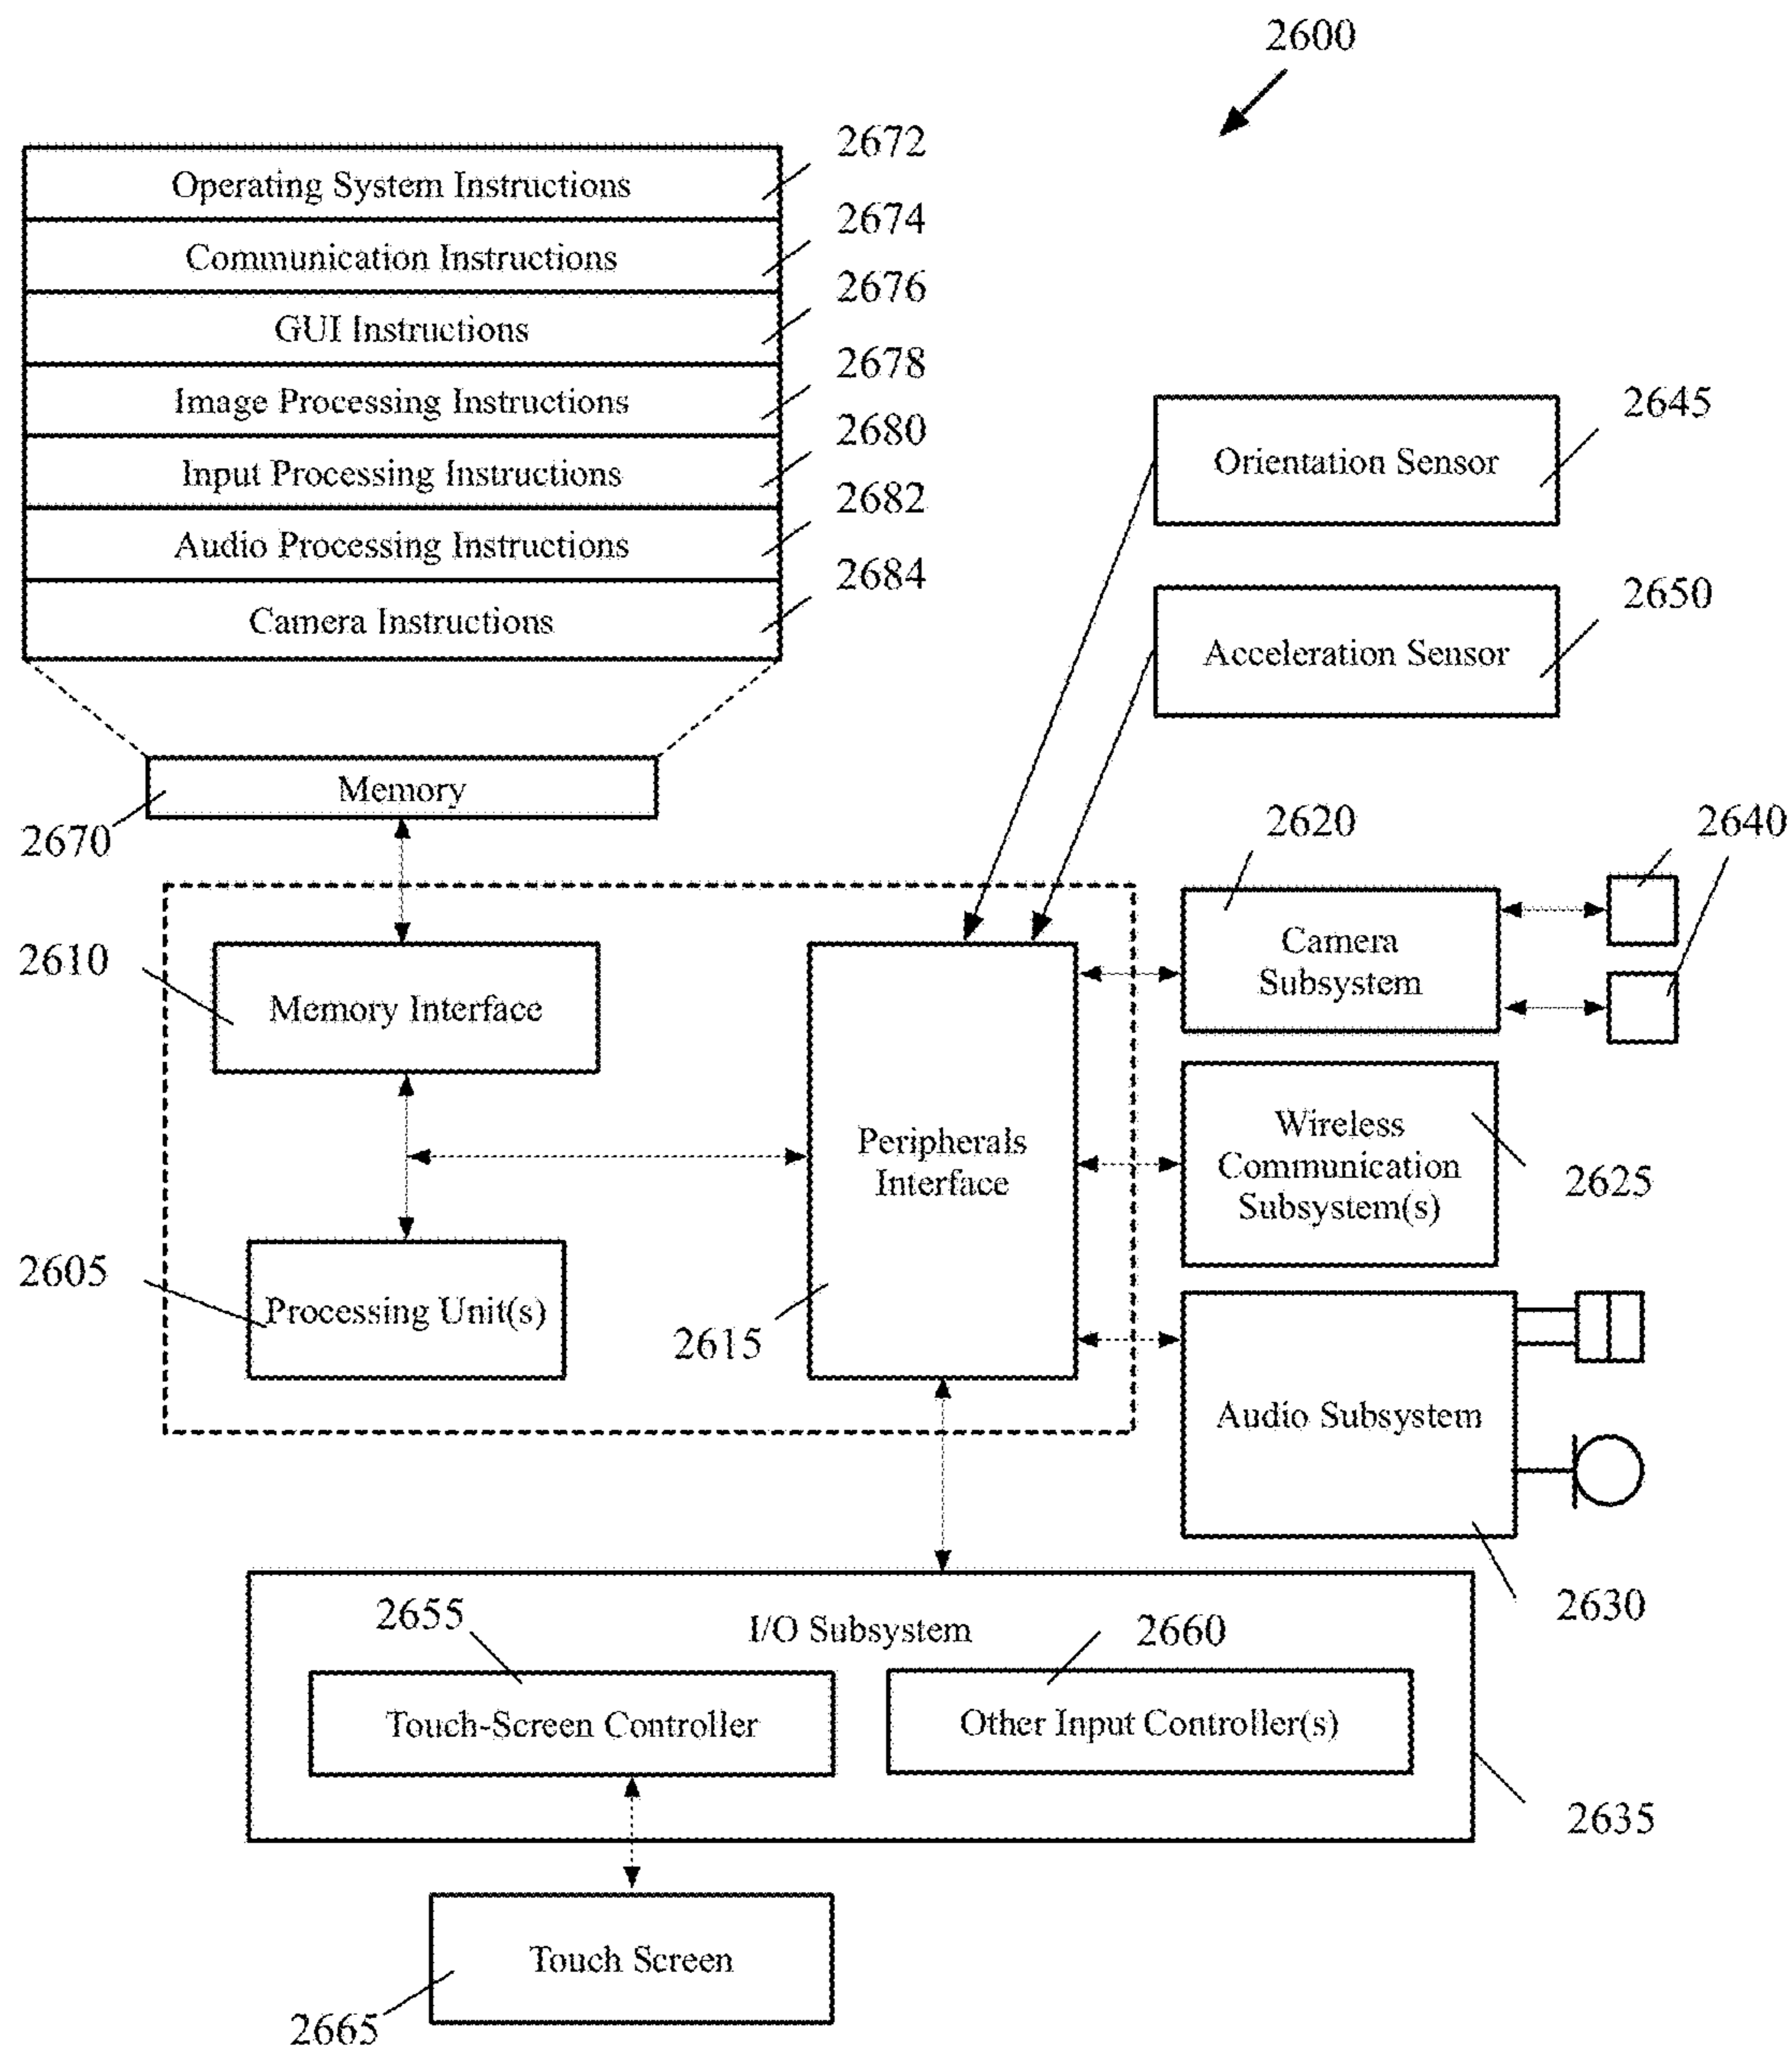 2600
2672
Operating System Instructions
2674
Communication Instructions
2676
GUI Instructions
2678
Image Processing Instructions
2680
Input Processing Instructions
2682
Audio Processing Instructions
2684
Camera Instructions
2645
Orientation Sensor
2650
Acceleration Sensor
Memory
2670
2620
2640
Camera
Subsystem
2610
Memory Interface
Peripherals
Interface
Wireless
Communication
Subsystem(s)
2625
2605
Processing Unit(s)
2615
Audio Subsystem
2630
2655
I/O Subsystem
2660
Touch-Screen Controller
Other Input Controller(s)
2635
Touch Screen
2665